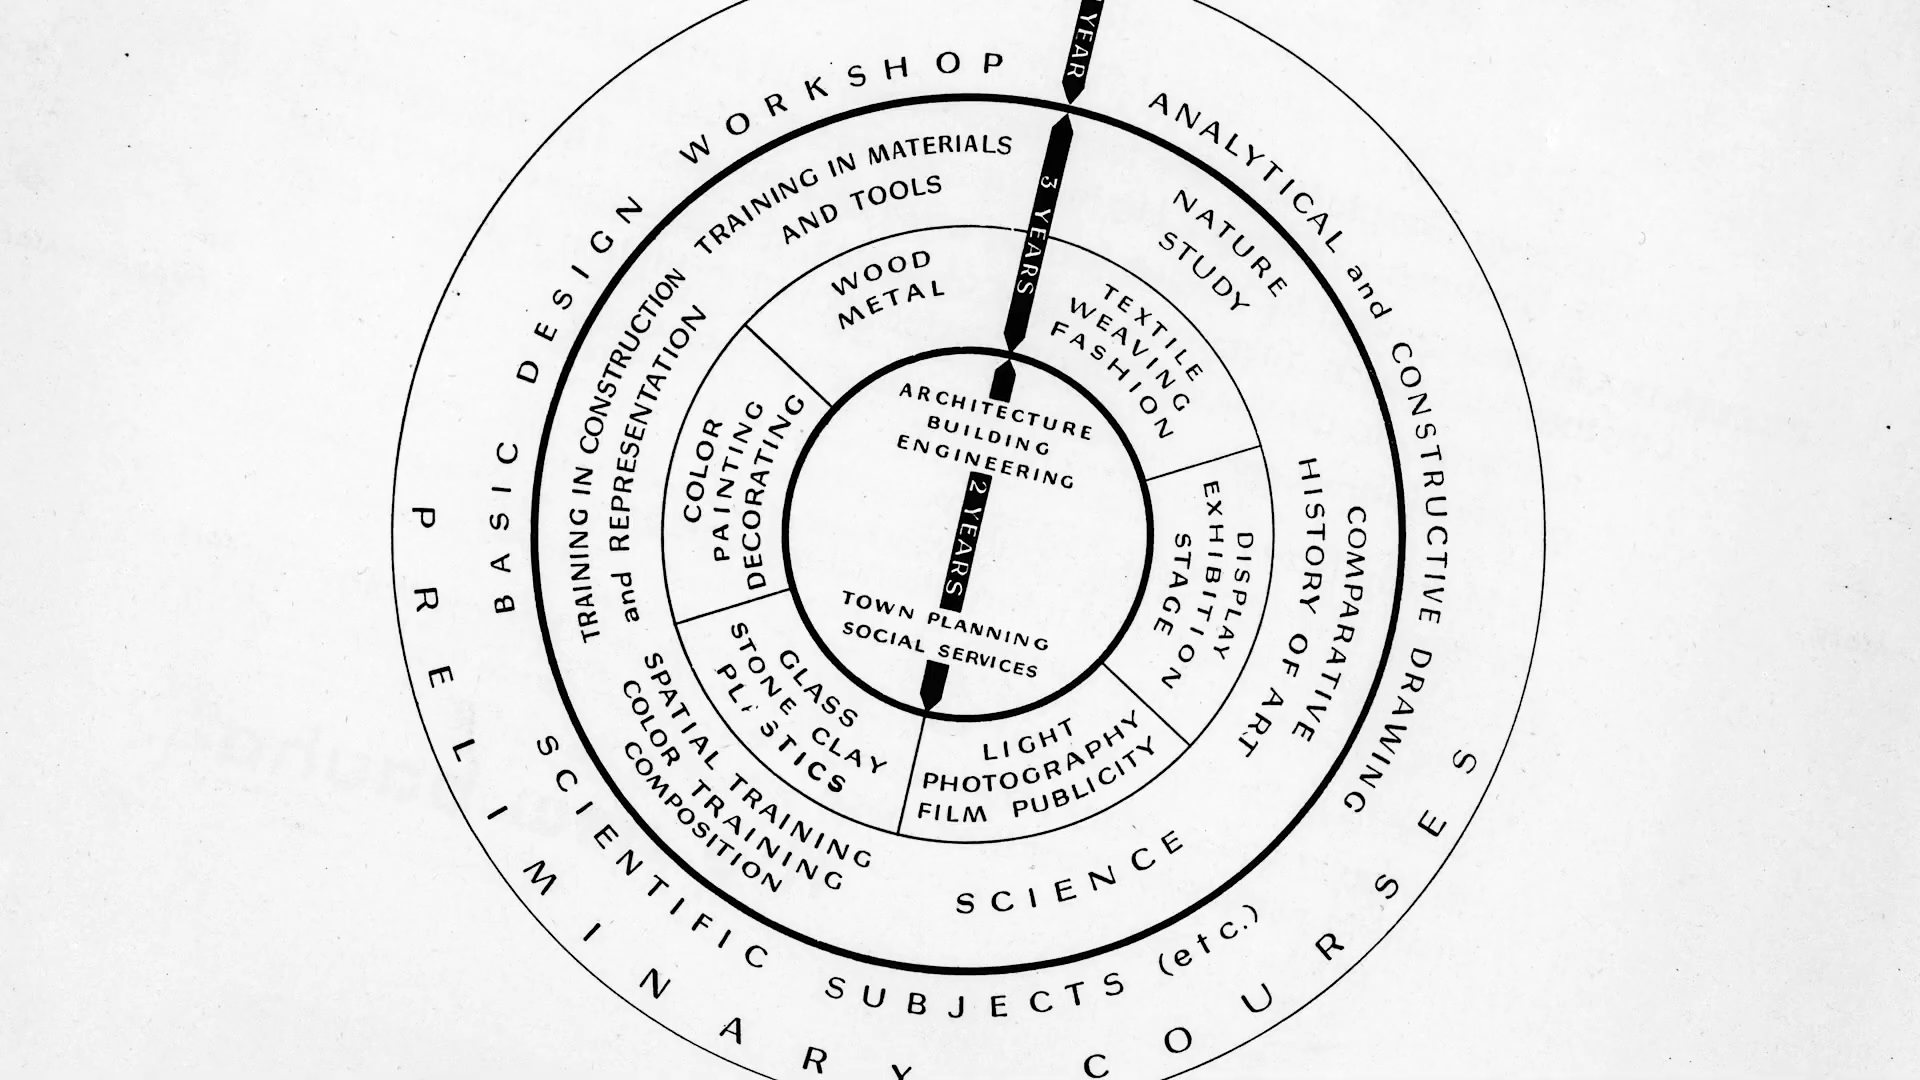 YEAR
PRELIMINARY COURSES
BASIC DESIGN WORKSHOP
ANALYTICAL and CONSTRUCTIVE DRAWING
SCIENTIFIC SUBJECTS (etc.)
3 YEARS
TRAINING IN MATERIALS
AND TOOLS
NATURE
STUDY
COMPARATIVE
HISTORY OF ART
SCIENCE
SPATIAL TRAINING
COLOR TRAINING
COMPOSITION
TRAINING IN CONSTRUCTION
and REPRESENTATION
WOOD
METAL
TEXTILE
WEAVING
FASHION
DISPLAY
EXHIBITION
STAGE
LIGHT
PHOTOGRAPHY
FILM PUBLICITY
GLASS
STONE CLAY
PLASTICS
COLOR
PAINTING
DECORATING
ARCHITECTURE
BUILDING
ENGINEERING
2 YEARS
TOWN PLANNING
SOCIAL SERVICES